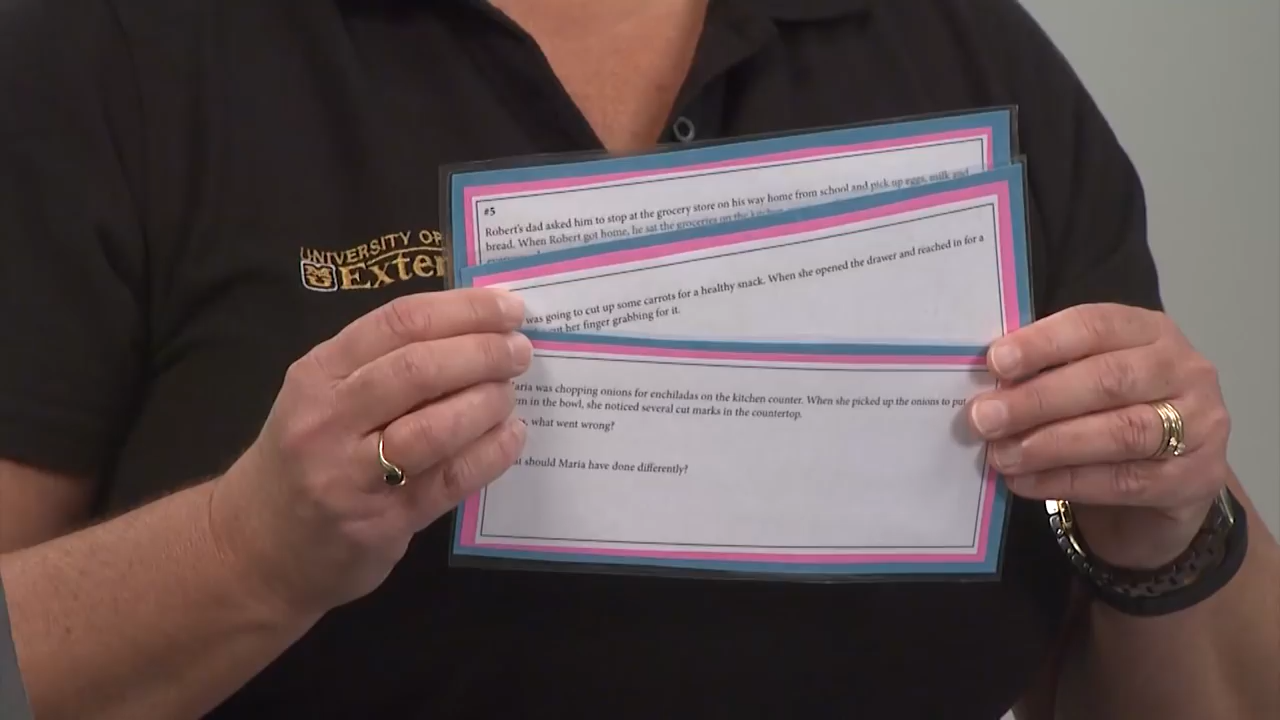 UNIVERSITY OF
Exten
#5
Robert's dad asked him to stop at the grocery store on his way home from school and pick up eggs, milk and
bread. When Robert got home, he sat the groceries on the kitchen
was going to cut up some carrots for a healthy snack. When she opened the drawer and reached in for a
her finger grabbing for it.
Maria was chopping onions for enchiladas on the kitchen counter. When she picked up the onions to put
in the bowl, she noticed several cut marks in the countertop.
what went wrong?
should Maria have done differently?